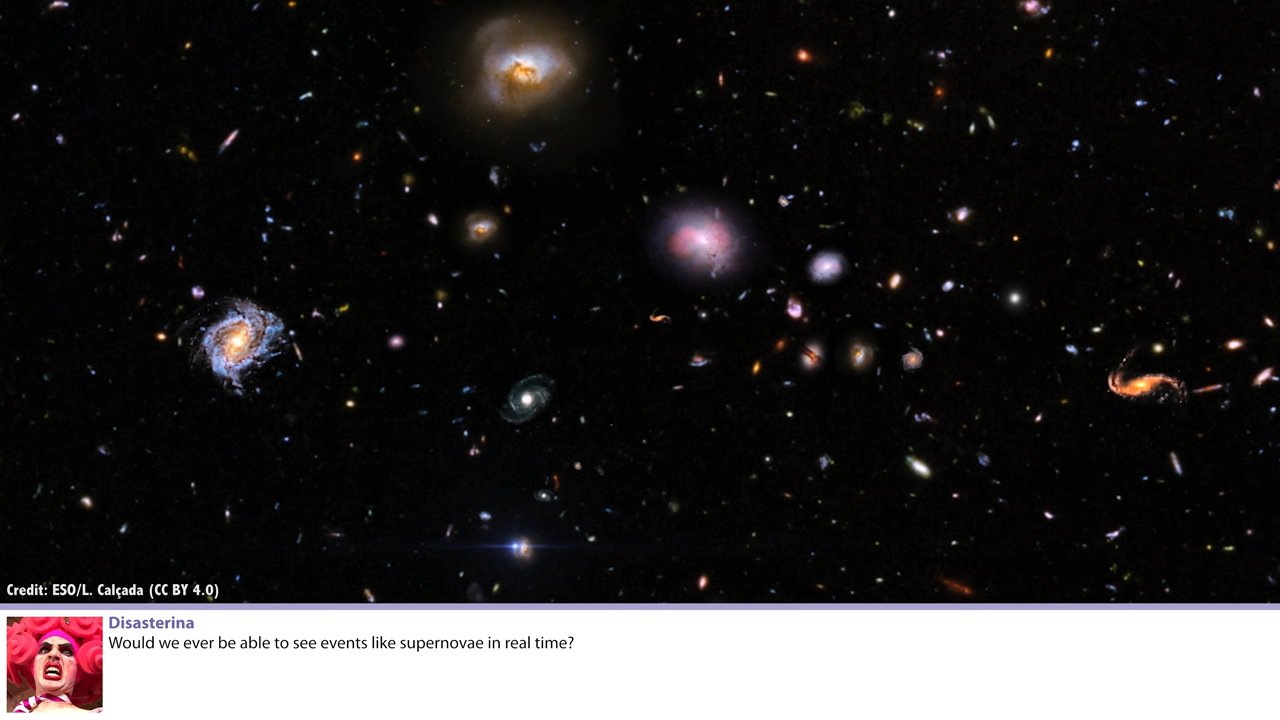 Credit: ESO/L. Calçada (CC BY 4.0)
Disasterina
Would we ever be able to see events like supernovae in real time?